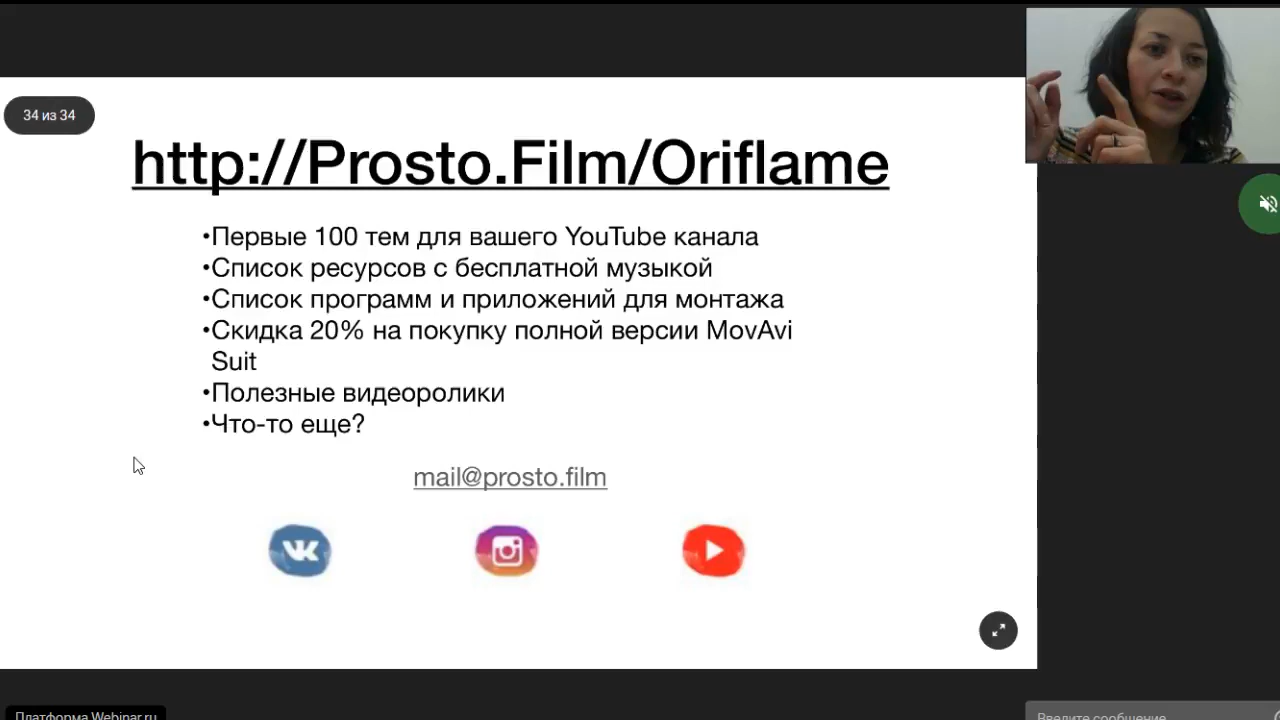 34 из 34
http://Prosto.Film/Oriflame
•Первые 100 тем для вашего YouTube канала
•Список ресурсов с бесплатной музыкой
•Список программ и приложений для монтажа
•Скидка 20% на покупку полной версии MovAvi
Suit
•Полезные видеоролики
•Что-то еще?
mail@prosto.film
Платформа Webinar.ru
Введите сообщение